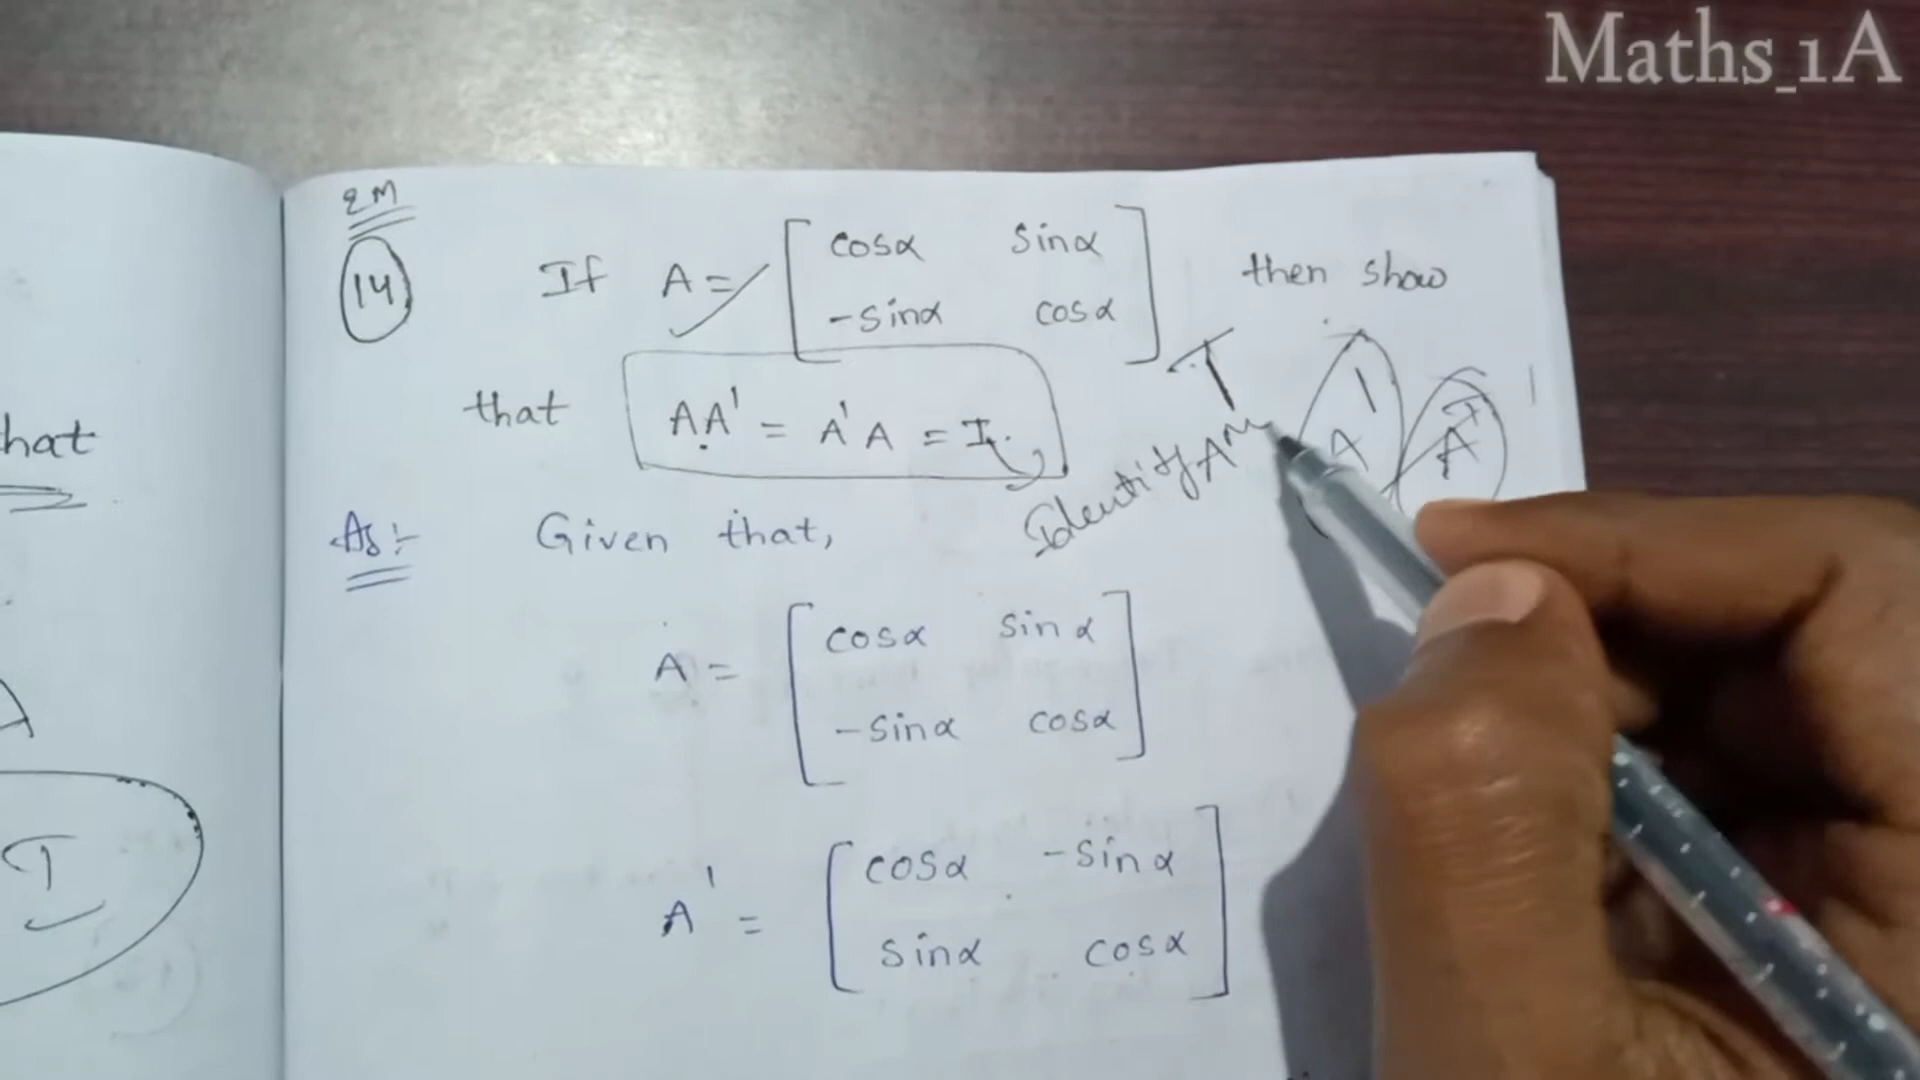 Maths_1A
2M
14 If A = [ cosα sinα
-sinα cosα ] then show
that AA' = A'A = I.
Identity
A' A^T
hat
I
As:- Given that,
A = [ cosα sinα
-sinα cosα ]
A' = [ cosα -sinα
sinα cosα ]